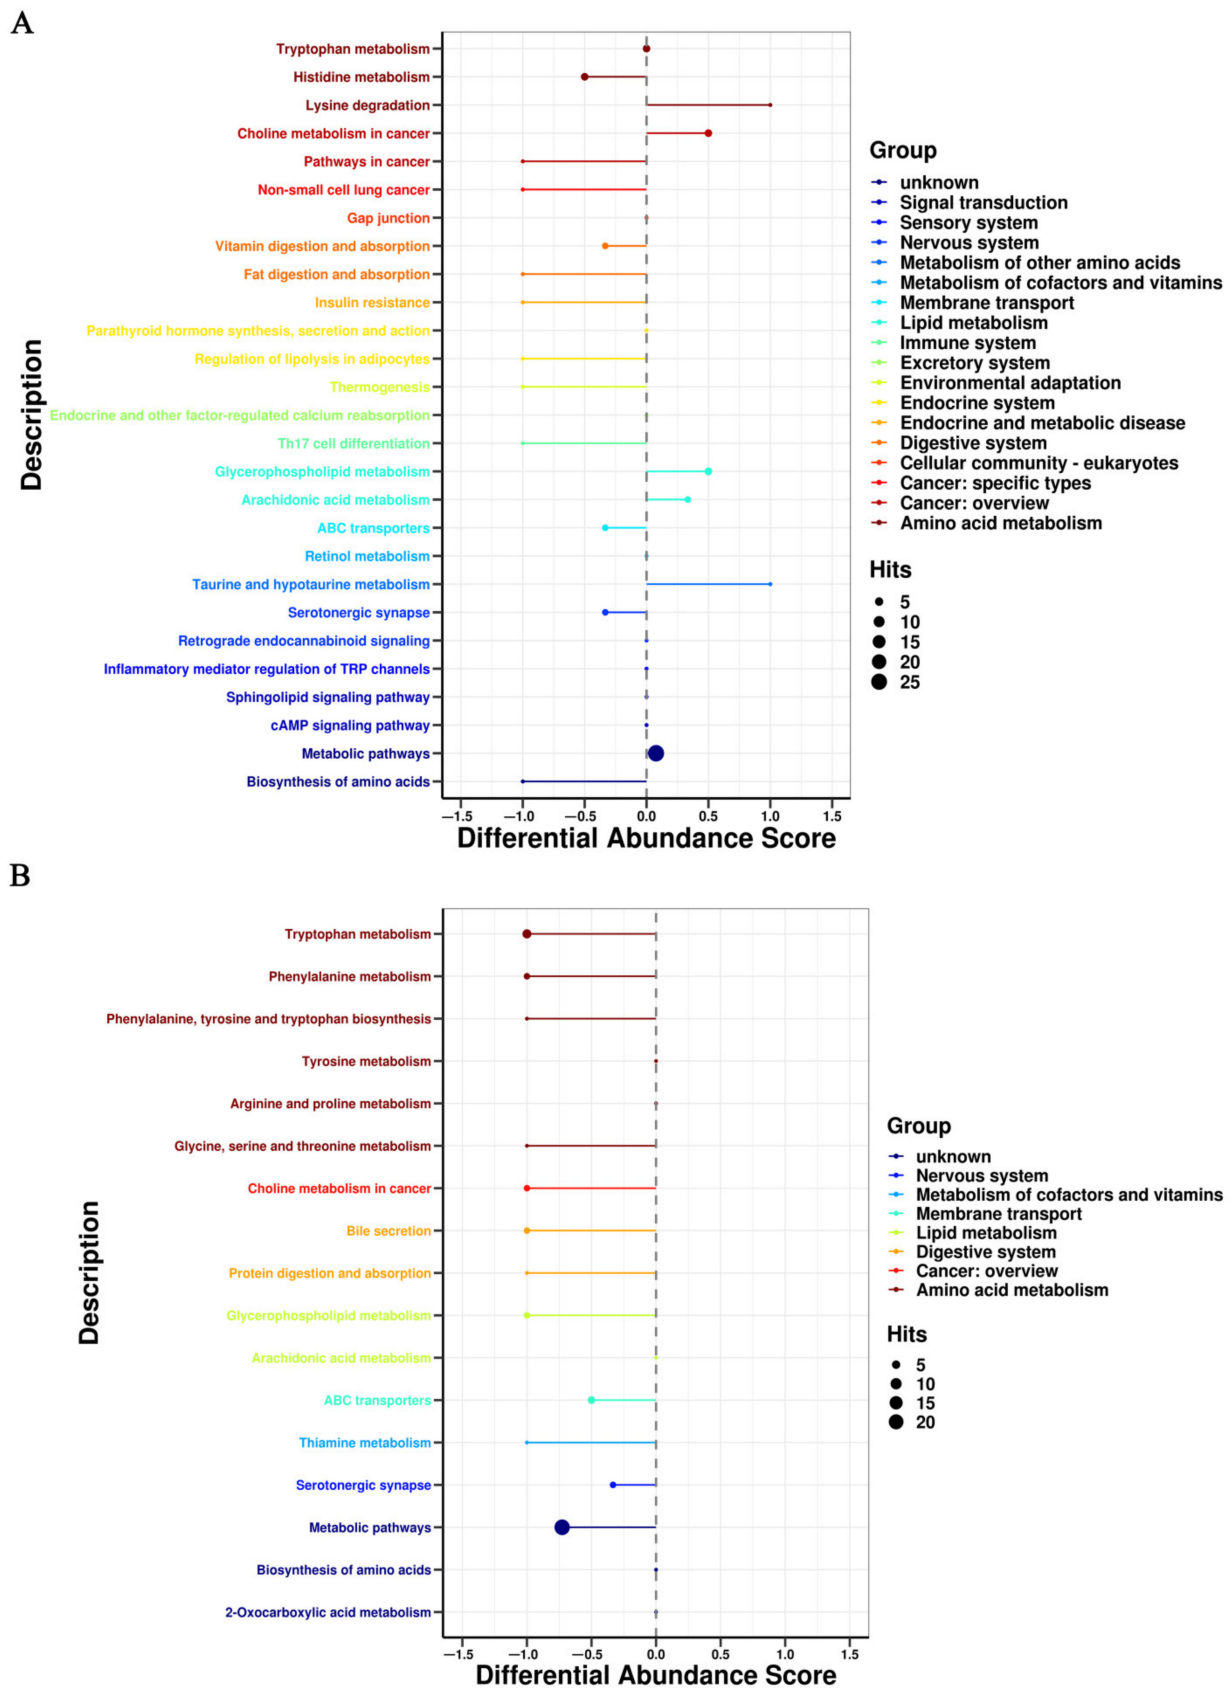 A
Tryptophan metabolism
Histidine metabolism
Lysine degradation
Choline metabolism in cancer
Pathways in cancer
Non-small cell lung cancer
Gap junction
Vitamin digestion and absorption
Fat digestion and absorption
Insulin resistance
Parathyroid hormone synthesis, secretion and action
Regulation of lipolysis in adipocytes
Thermogenesis
Endocrine and other factor-regulated calcium reabsorption
Th17 cell differentiation
Glycerophospholipid metabolism
Arachidonic acid metabolism
ABC transporters
Retinol metabolism
Taurine and hypotaurine metabolism
Serotonergic synapse
Retrograde endocannabinoid signaling
Inflammatory mediator regulation of TRP channels
Sphingolipid signaling pathway
cAMP signaling pathway
Metabolic pathways
Biosynthesis of amino acids
Description
−1.5 −1.0 −0.5 0.0 0.5 1.0 1.5
Differential Abundance Score
Group
unknown
Signal transduction
Sensory system
Nervous system
Metabolism of other amino acids
Metabolism of cofactors and vitamins
Membrane transport
Lipid metabolism
Immune system
Excretory system
Environmental adaptation
Endocrine system
Endocrine and metabolic disease
Digestive system
Cellular community - eukaryotes
Cancer: specific types
Cancer: overview
Amino acid metabolism
Hits
5
10
15
20
25
B
Tryptophan metabolism
Phenylalanine metabolism
Phenylalanine, tyrosine and tryptophan biosynthesis
Tyrosine metabolism
Arginine and proline metabolism
Glycine, serine and threonine metabolism
Choline metabolism in cancer
Bile secretion
Protein digestion and absorption
Glycerophospholipid metabolism
Arachidonic acid metabolism
ABC transporters
Thiamine metabolism
Serotonergic synapse
Metabolic pathways
Biosynthesis of amino acids
2-Oxocarboxylic acid metabolism
Description
−1.5 −1.0 −0.5 0.0 0.5 1.0 1.5
Differential Abundance Score
Group
unknown
Nervous system
Metabolism of cofactors and vitamins
Membrane transport
Lipid metabolism
Digestive system
Cancer: overview
Amino acid metabolism
Hits
5
10
15
20